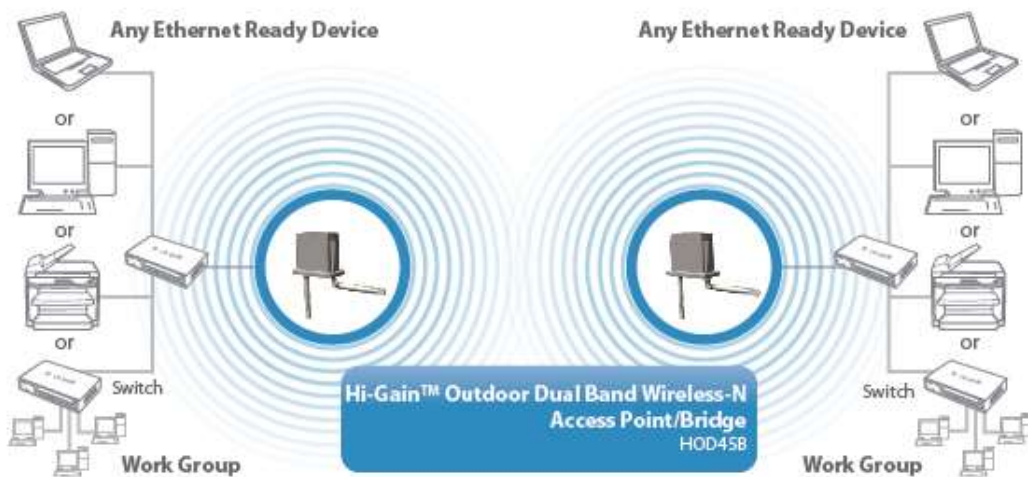 Any Ethernet Ready Device
or
or
or
Switch
Work Group
Any Ethernet Ready Device
or
or
or
Switch
Work Group
Hi-Gain™ Outdoor Dual Band Wireless-N
Access Point/Bridge
HOD45B